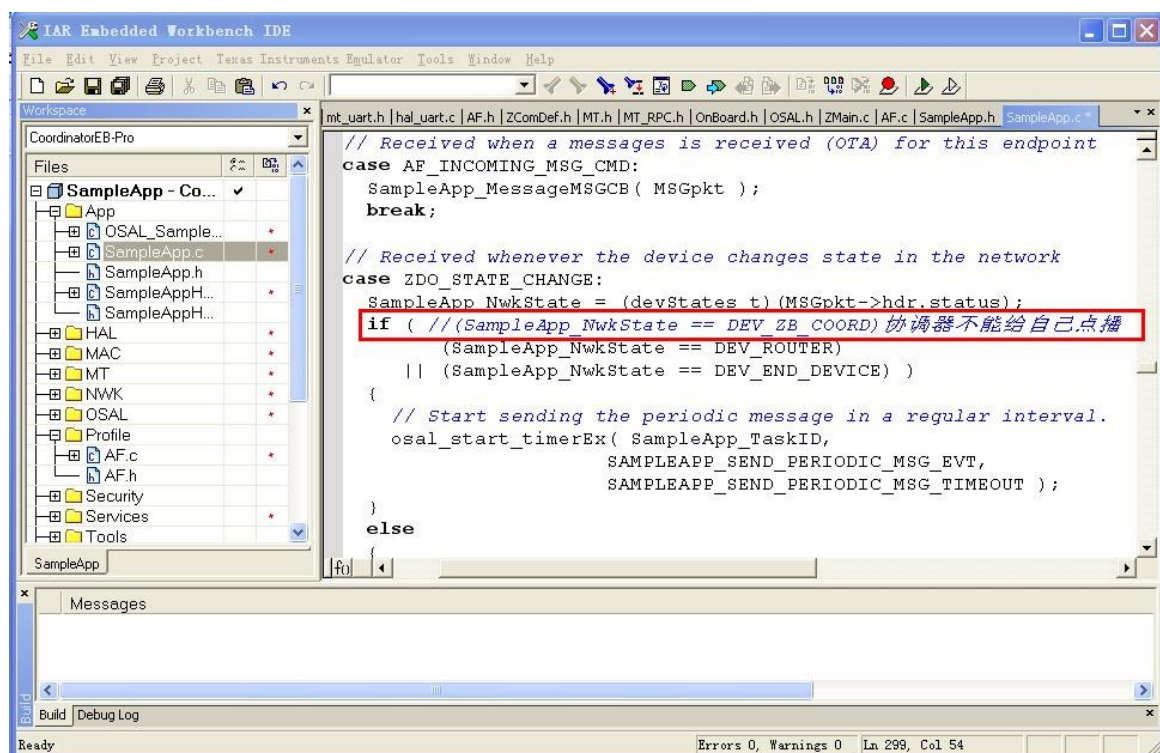 IAR Embedded Workbench IDE
File Edit View Project Texas Instruments Emulator Tools Window Help
Workspace
CoordinatorEB-Pro
Files
SampleApp - Co...
App
OSAL_Sample...
SampleApp.c
SampleApp.h
SampleAppH...
SampleAppH...
HAL
MAC
MT
NWK
OSAL
Profile
AF.c
AF.h
Security
Services
Tools
SampleApp
mt_uart.h | hal_uart.c | AF.h | ZComDef.h | MT.h | MT_RPC.h | OnBoard.h | OSAL.h | ZMain.c | AF.c | SampleApp.h | SampleApp.c *
// Received when a messages is received (OTA) for this endpoint
case AF_INCOMING_MSG_CMD:
SampleApp_MessageMSGCB( MSGpkt );
break;
// Received whenever the device changes state in the network
case ZDO_STATE_CHANGE:
SampleApp_NwkState = (devStates_t)(MSGpkt->hdr.status);
if ( //(SampleApp_NwkState == DEV_ZB_COORD)协调器不能给自己点播
(SampleApp_NwkState == DEV_ROUTER)
|| (SampleApp_NwkState == DEV_END_DEVICE) )
{
// Start sending the periodic message in a regular interval.
osal_start_timerEx( SampleApp_TaskID,
SAMPLEAPP_SEND_PERIODIC_MSG_EVT,
SAMPLEAPP_SEND_PERIODIC_MSG_TIMEOUT );
}
else
{
f0
Messages
Build
Build Debug Log
Ready
Errors 0, Warnings 0
Ln 299, Col 54